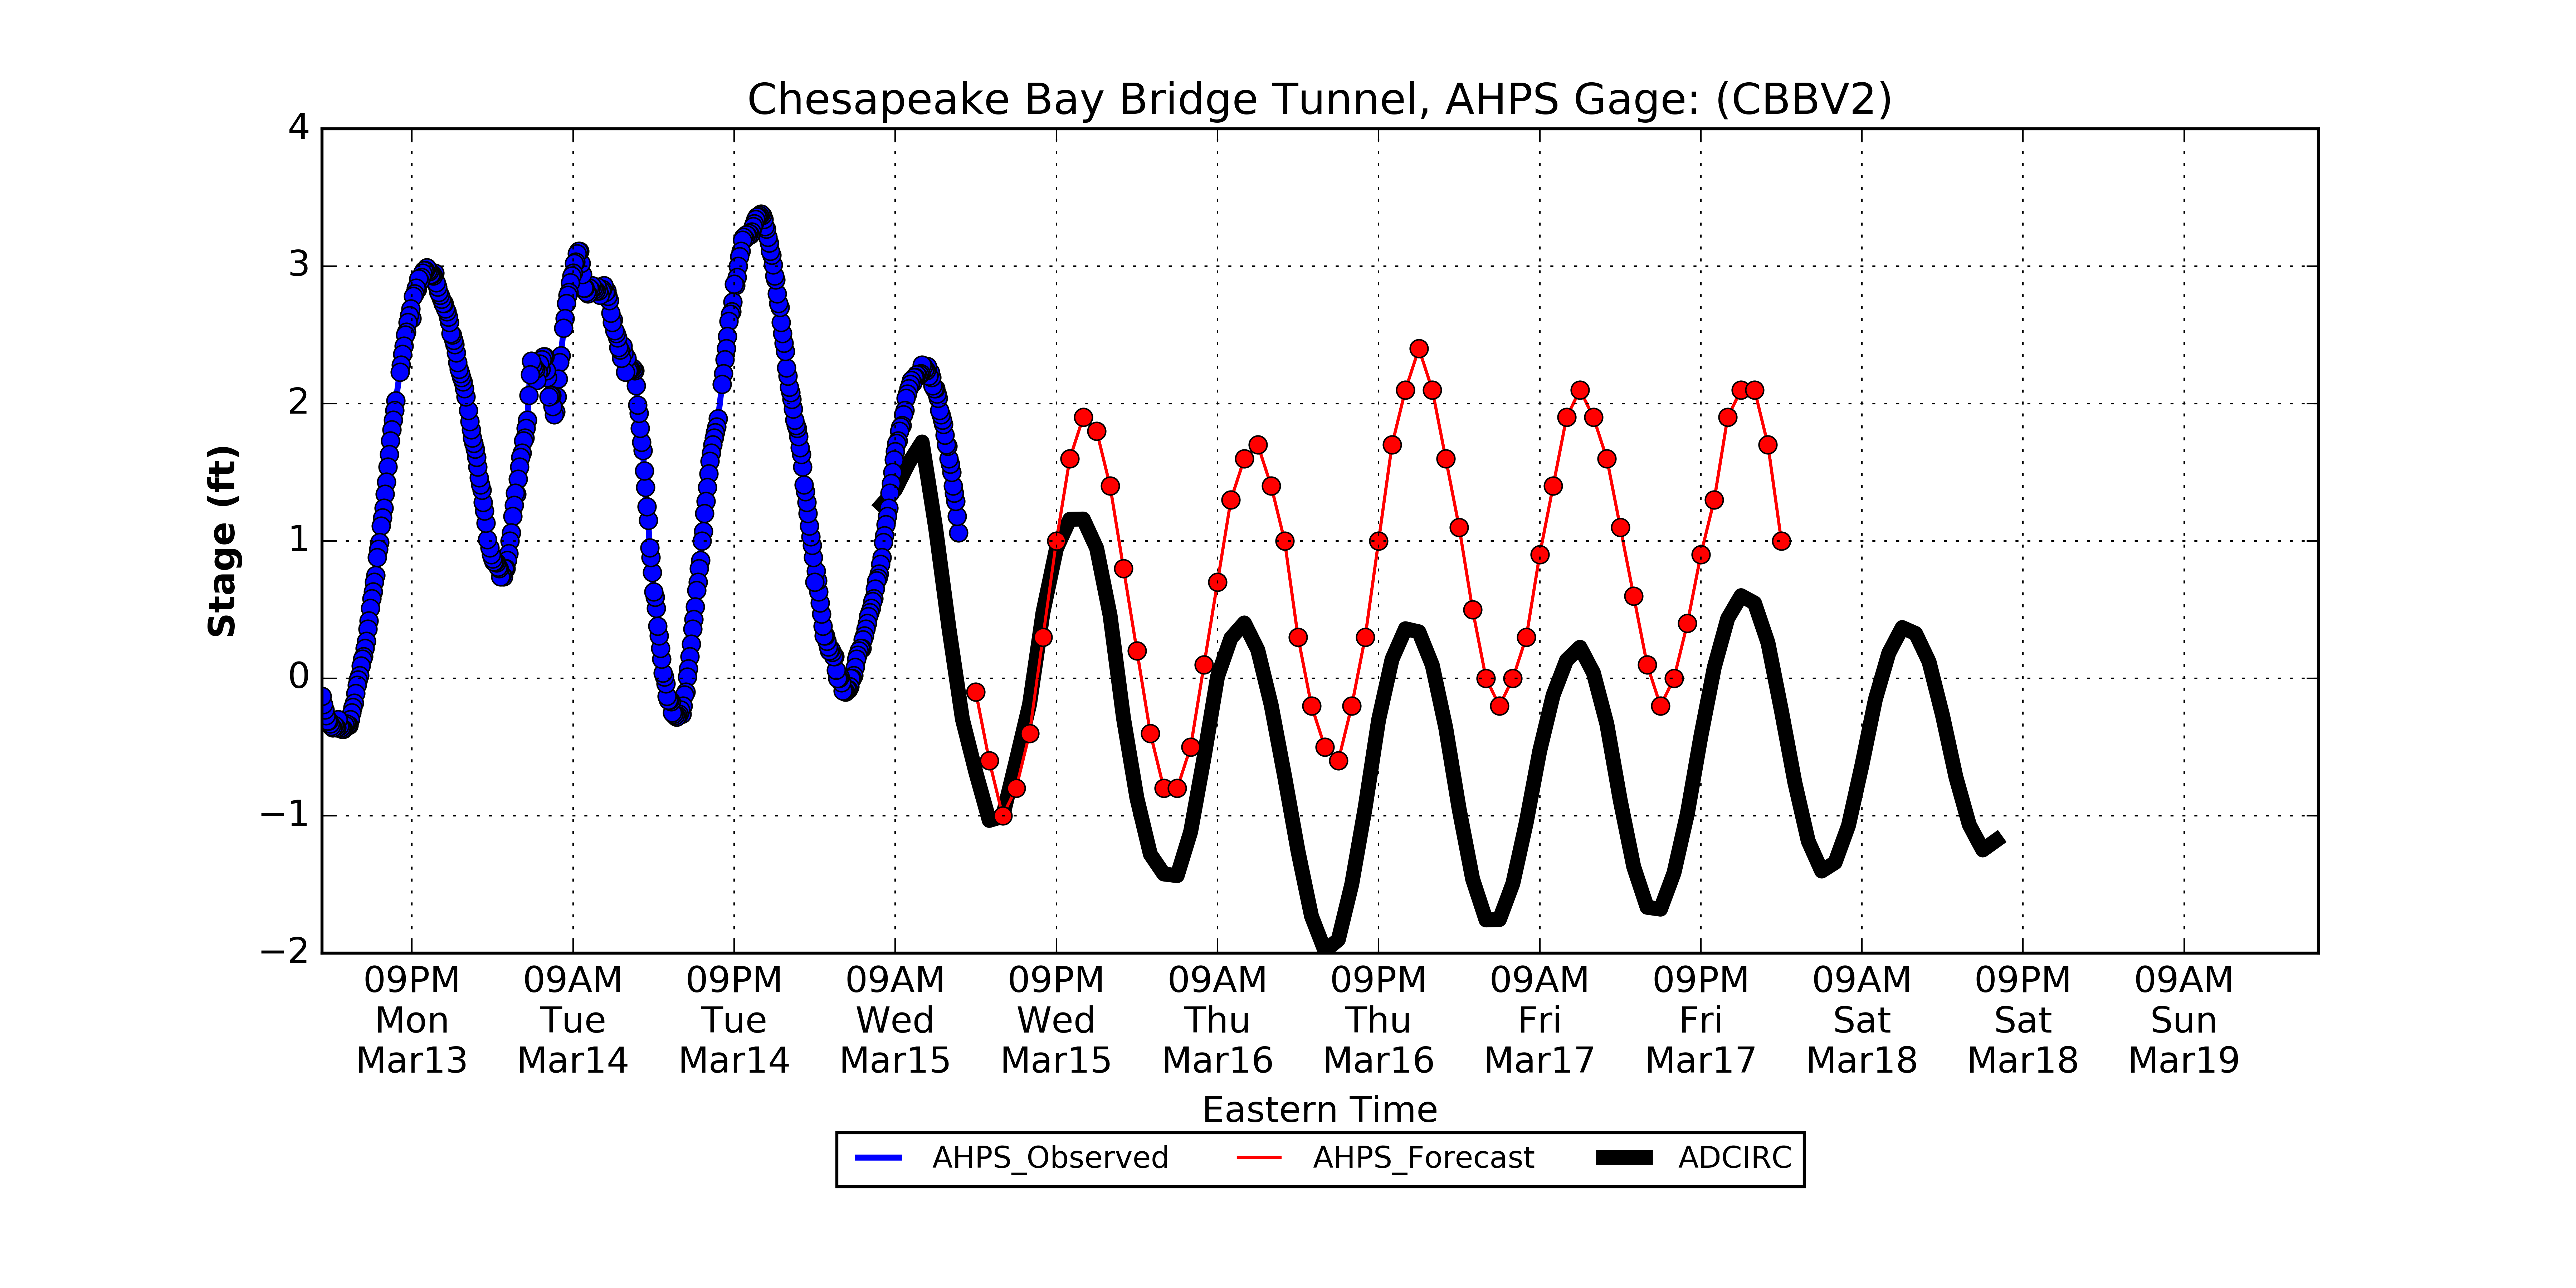 Chesapeake Bay Bridge Tunnel, AHPS Gage: (CBBV2)
4
3
2
1
0
−1
−2
Stage (ft)
09PM 09AM 09PM 09AM 09PM 09AM 09PM 09AM 09PM 09AM 09PM 09AM
Mon Tue Tue Wed Wed Thu Thu Fri Fri Sat Sat Sun
Mar13 Mar14 Mar14 Mar15 Mar15 Mar16 Mar16 Mar17 Mar17 Mar18 Mar18 Mar19
Eastern Time
AHPS_Observed AHPS_Forecast ADCIRC